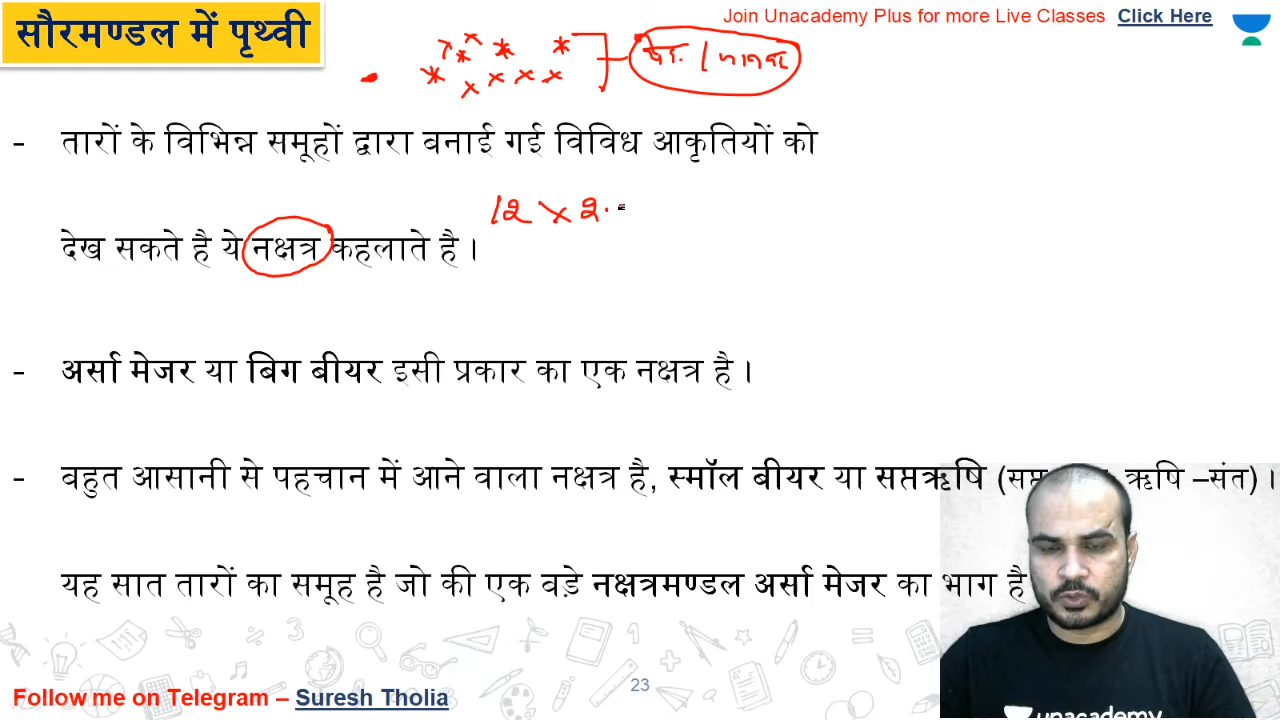 सौरमण्डल में पृथ्वी
Join Unacademy Plus for more Live Classes Click Here
- तारों के विभिन्न समूहों द्वारा बनाई गई विविध आकृतियों को
12 x 2.
देख सकते है ये नक्षत्र कहलाते है ।
- अर्सा मेजर या बिग बीयर इसी प्रकार का एक नक्षत्र है ।
- बहुत आसानी से पहचान में आने वाला नक्षत्र है, स्मॉल बीयर या सप्तऋषि (सप्त ऋषि –संत) ।
यह सात तारों का समूह है जो की एक बड़े नक्षत्रमण्डल अर्सा मेजर का भाग है
23
Follow me on Telegram – Suresh Tholia
unacademy